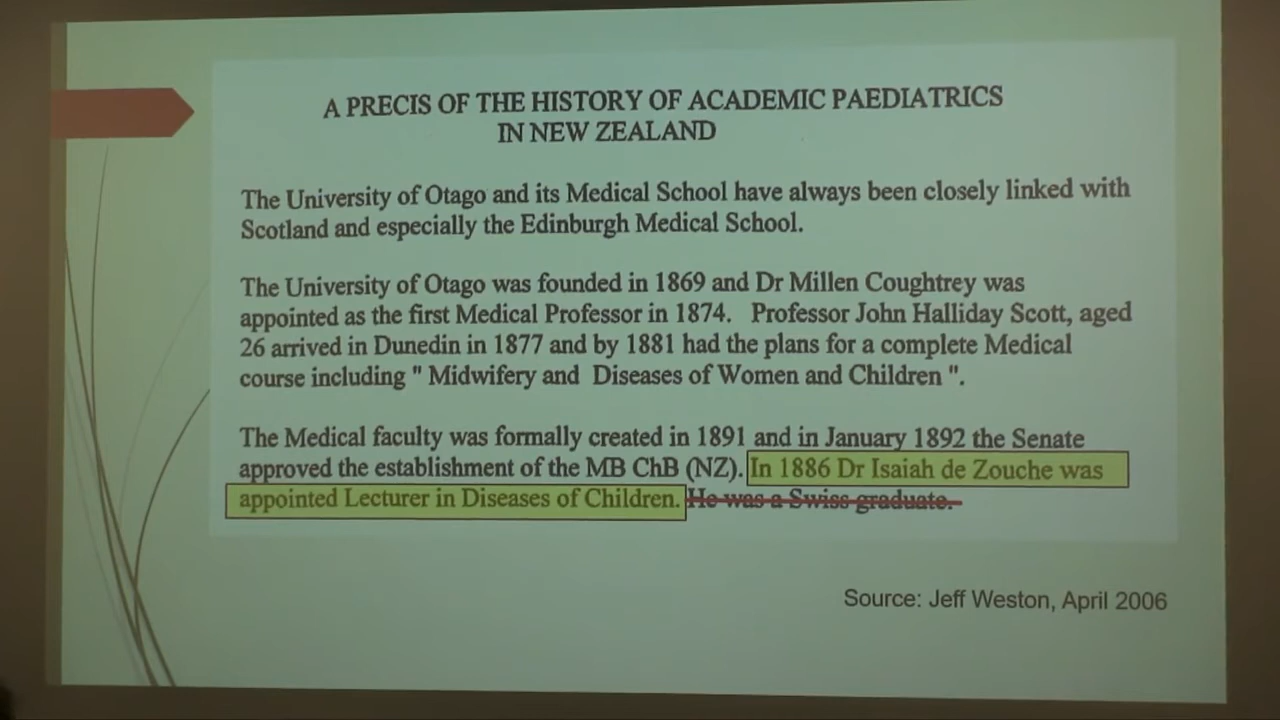 A PRECIS OF THE HISTORY OF ACADEMIC PAEDIATRICS
IN NEW ZEALAND
The University of Otago and its Medical School have always been closely linked with
Scotland and especially the Edinburgh Medical School.
The University of Otago was founded in 1869 and Dr Millen Coughtrey was
appointed as the first Medical Professor in 1874. Professor John Halliday Scott, aged
26 arrived in Dunedin in 1877 and by 1881 had the plans for a complete Medical
course including " Midwifery and Diseases of Women and Children ".
The Medical faculty was formally created in 1891 and in January 1892 the Senate
approved the establishment of the MB ChB (NZ). In 1886 Dr Isaiah de Zouche was
appointed Lecturer in Diseases of Children. He was a Swiss graduate.
Source: Jeff Weston, April 2006